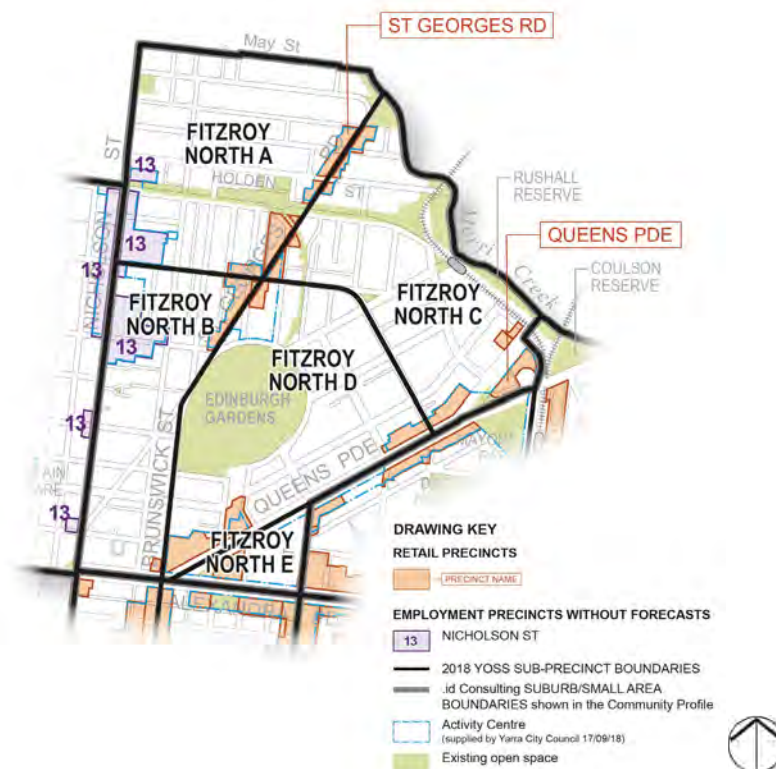 ST GEORGES RD
May St
FITZROY
NORTH A
ST
13
HOLDEN
ST
RD
RUSHALL
RESERVE
QUEENS PDE
Merri Creek
COULSON
RESERVE
NICHOLSON
13
13
FITZROY
NORTH B
FITZROY
NORTH C
13
FITZROY
NORTH D
EDINBURGH
GARDENS
13
BRUNSWICK ST
QUEENS PDE
13
FITZROY
NORTH E
DRAWING KEY
RETAIL PRECINCTS
PRECINCT NAME
EMPLOYMENT PRECINCTS WITHOUT FORECASTS
13 NICHOLSON ST
2018 YOSS SUB-PRECINCT BOUNDARIES
.id Consulting SUBURB/SMALL AREA
BOUNDARIES shown in the Community Profile
Activity Centre
(supplied by Yarra City Council 17/09/18)
Existing open space